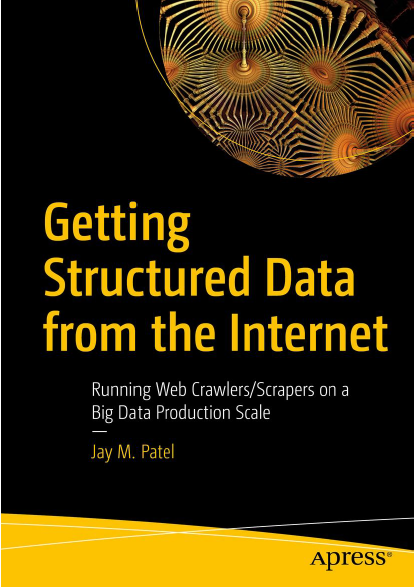 Getting
Structured Data
from the Internet
Running Web Crawlers/Scrapers on a
Big Data Production Scale
Jay M. Patel
Apress®